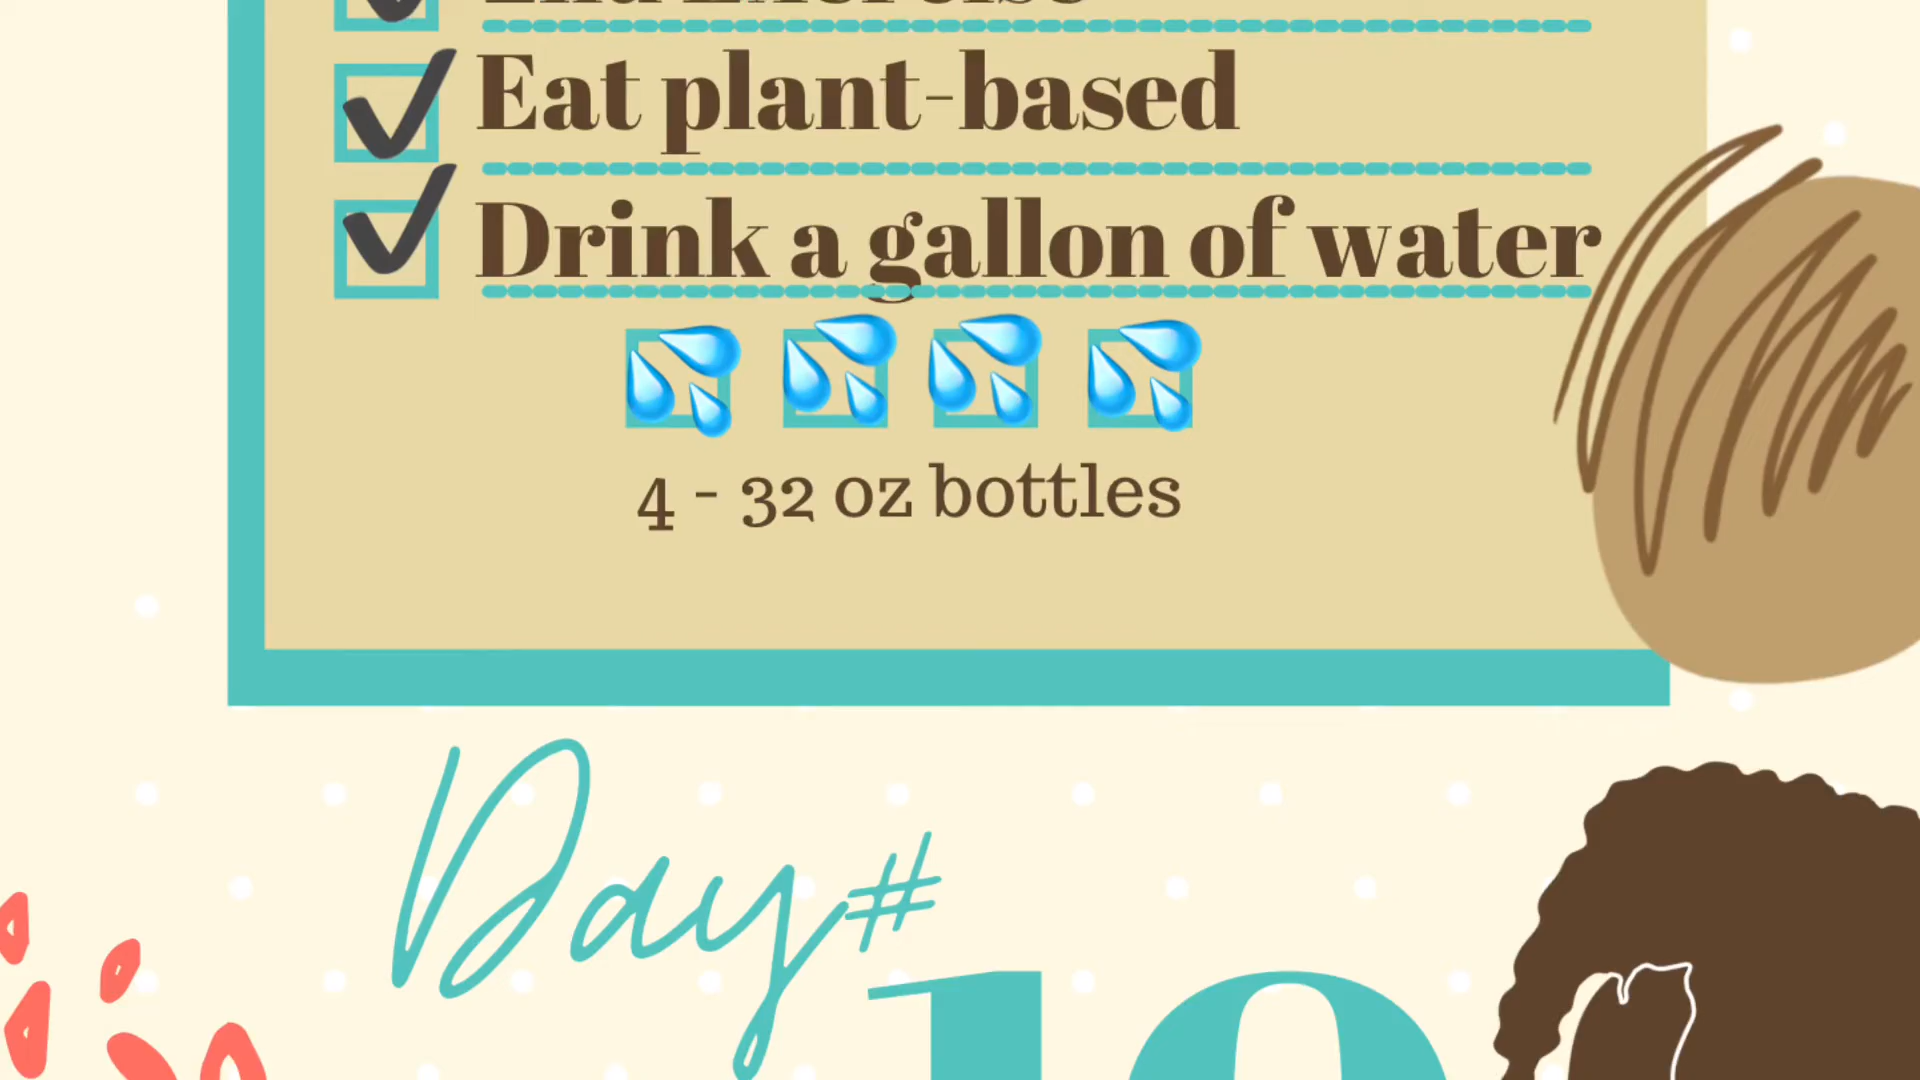 Eat plant-based
Drink a gallon of water
4 - 32 oz bottles
Day#